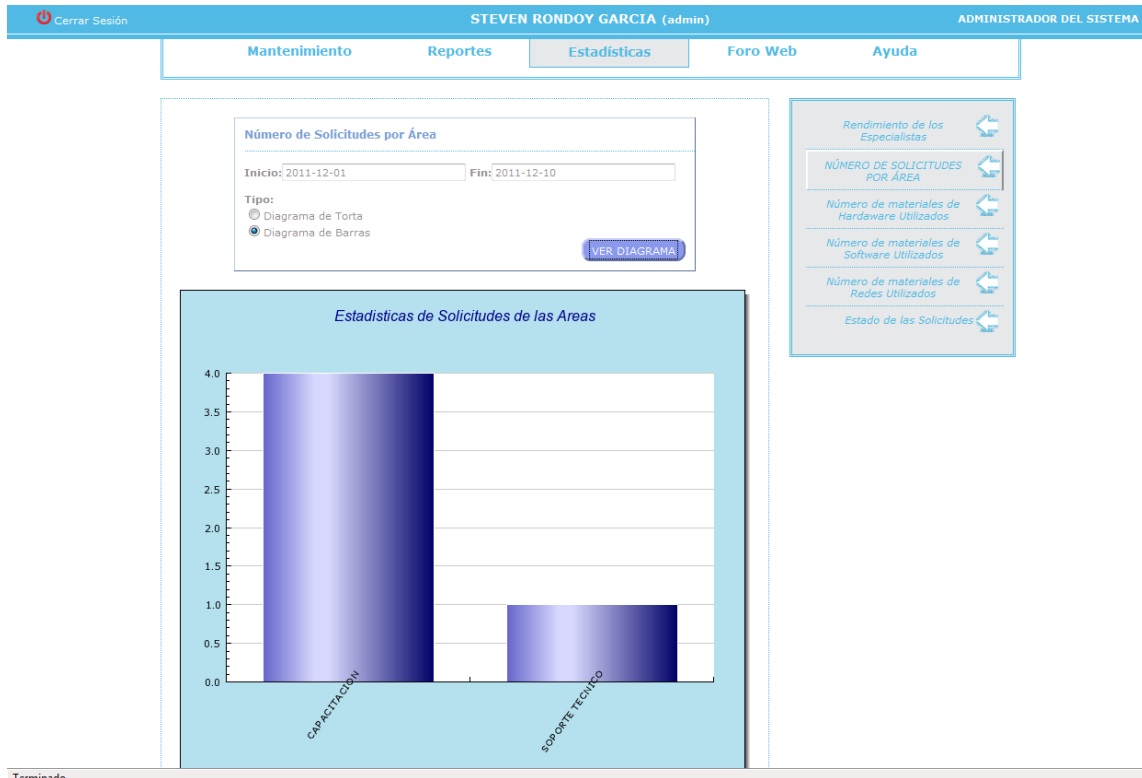 Cerrar Sesión
STEVEN RONDOY GARCIA (admin)
ADMINISTRADOR DEL SISTEMA
Mantenimiento
Reportes
Estadísticas
Foro Web
Ayuda
Número de Solicitudes por Área
Inicio: 2011-12-01
Fin: 2011-12-10
Tipo:
Diagrama de Torta
Diagrama de Barras
VER DIAGRAMA
Rendimiento de los
Especialistas
NÚMERO DE SOLICITUDES
POR ÁREA
Número de materiales de
Hardaware Utilizados
Número de materiales de
Software Utilizados
Número de materiales de
Redes Utilizados
Estado de las Solicitudes
Estadisticas de Solicitudes de las Areas
4.0
3.5
3.0
2.5
2.0
1.5
1.0
0.5
0.0
CAPACITACION
SOPORTE TECNICO
Terminado